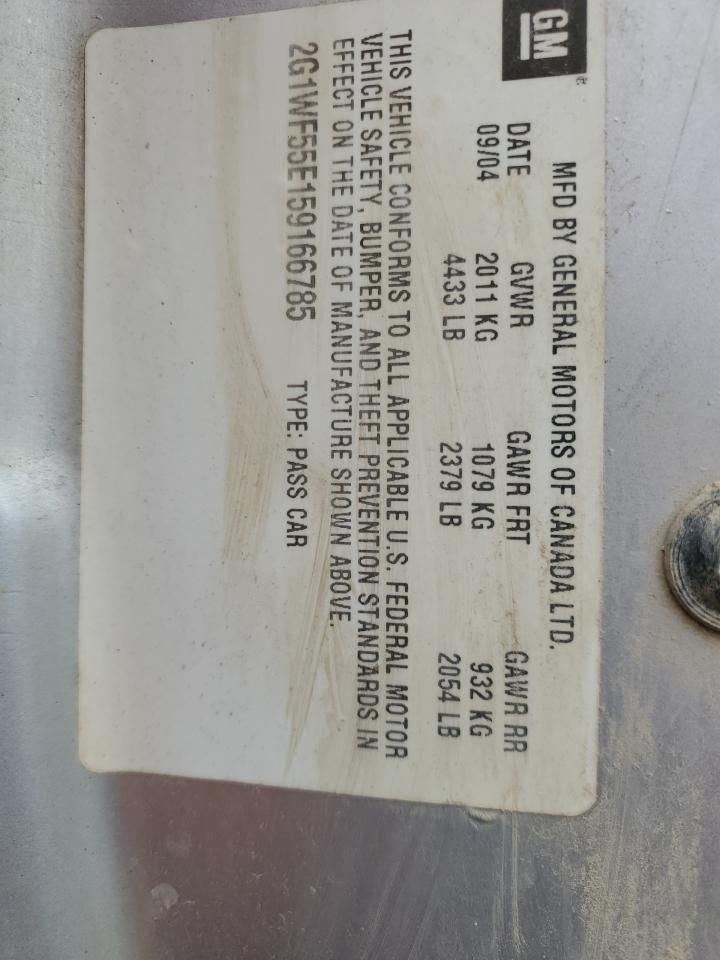 GM
MFD BY GENERAL MOTORS OF CANADA LTD.
DATE GVWR GAWR FRT GAWR RR
09/04 2011 KG 1079 KG 932 KG
4433 LB 2379 LB 2054 LB
THIS VEHICLE CONFORMS TO ALL APPLICABLE U.S. FEDERAL MOTOR
VEHICLE SAFETY, BUMPER, AND THEFT PREVENTION STANDARDS IN
EFFECT ON THE DATE OF MANUFACTURE SHOWN ABOVE.
2G1WF55E159166785 TYPE: PASS CAR